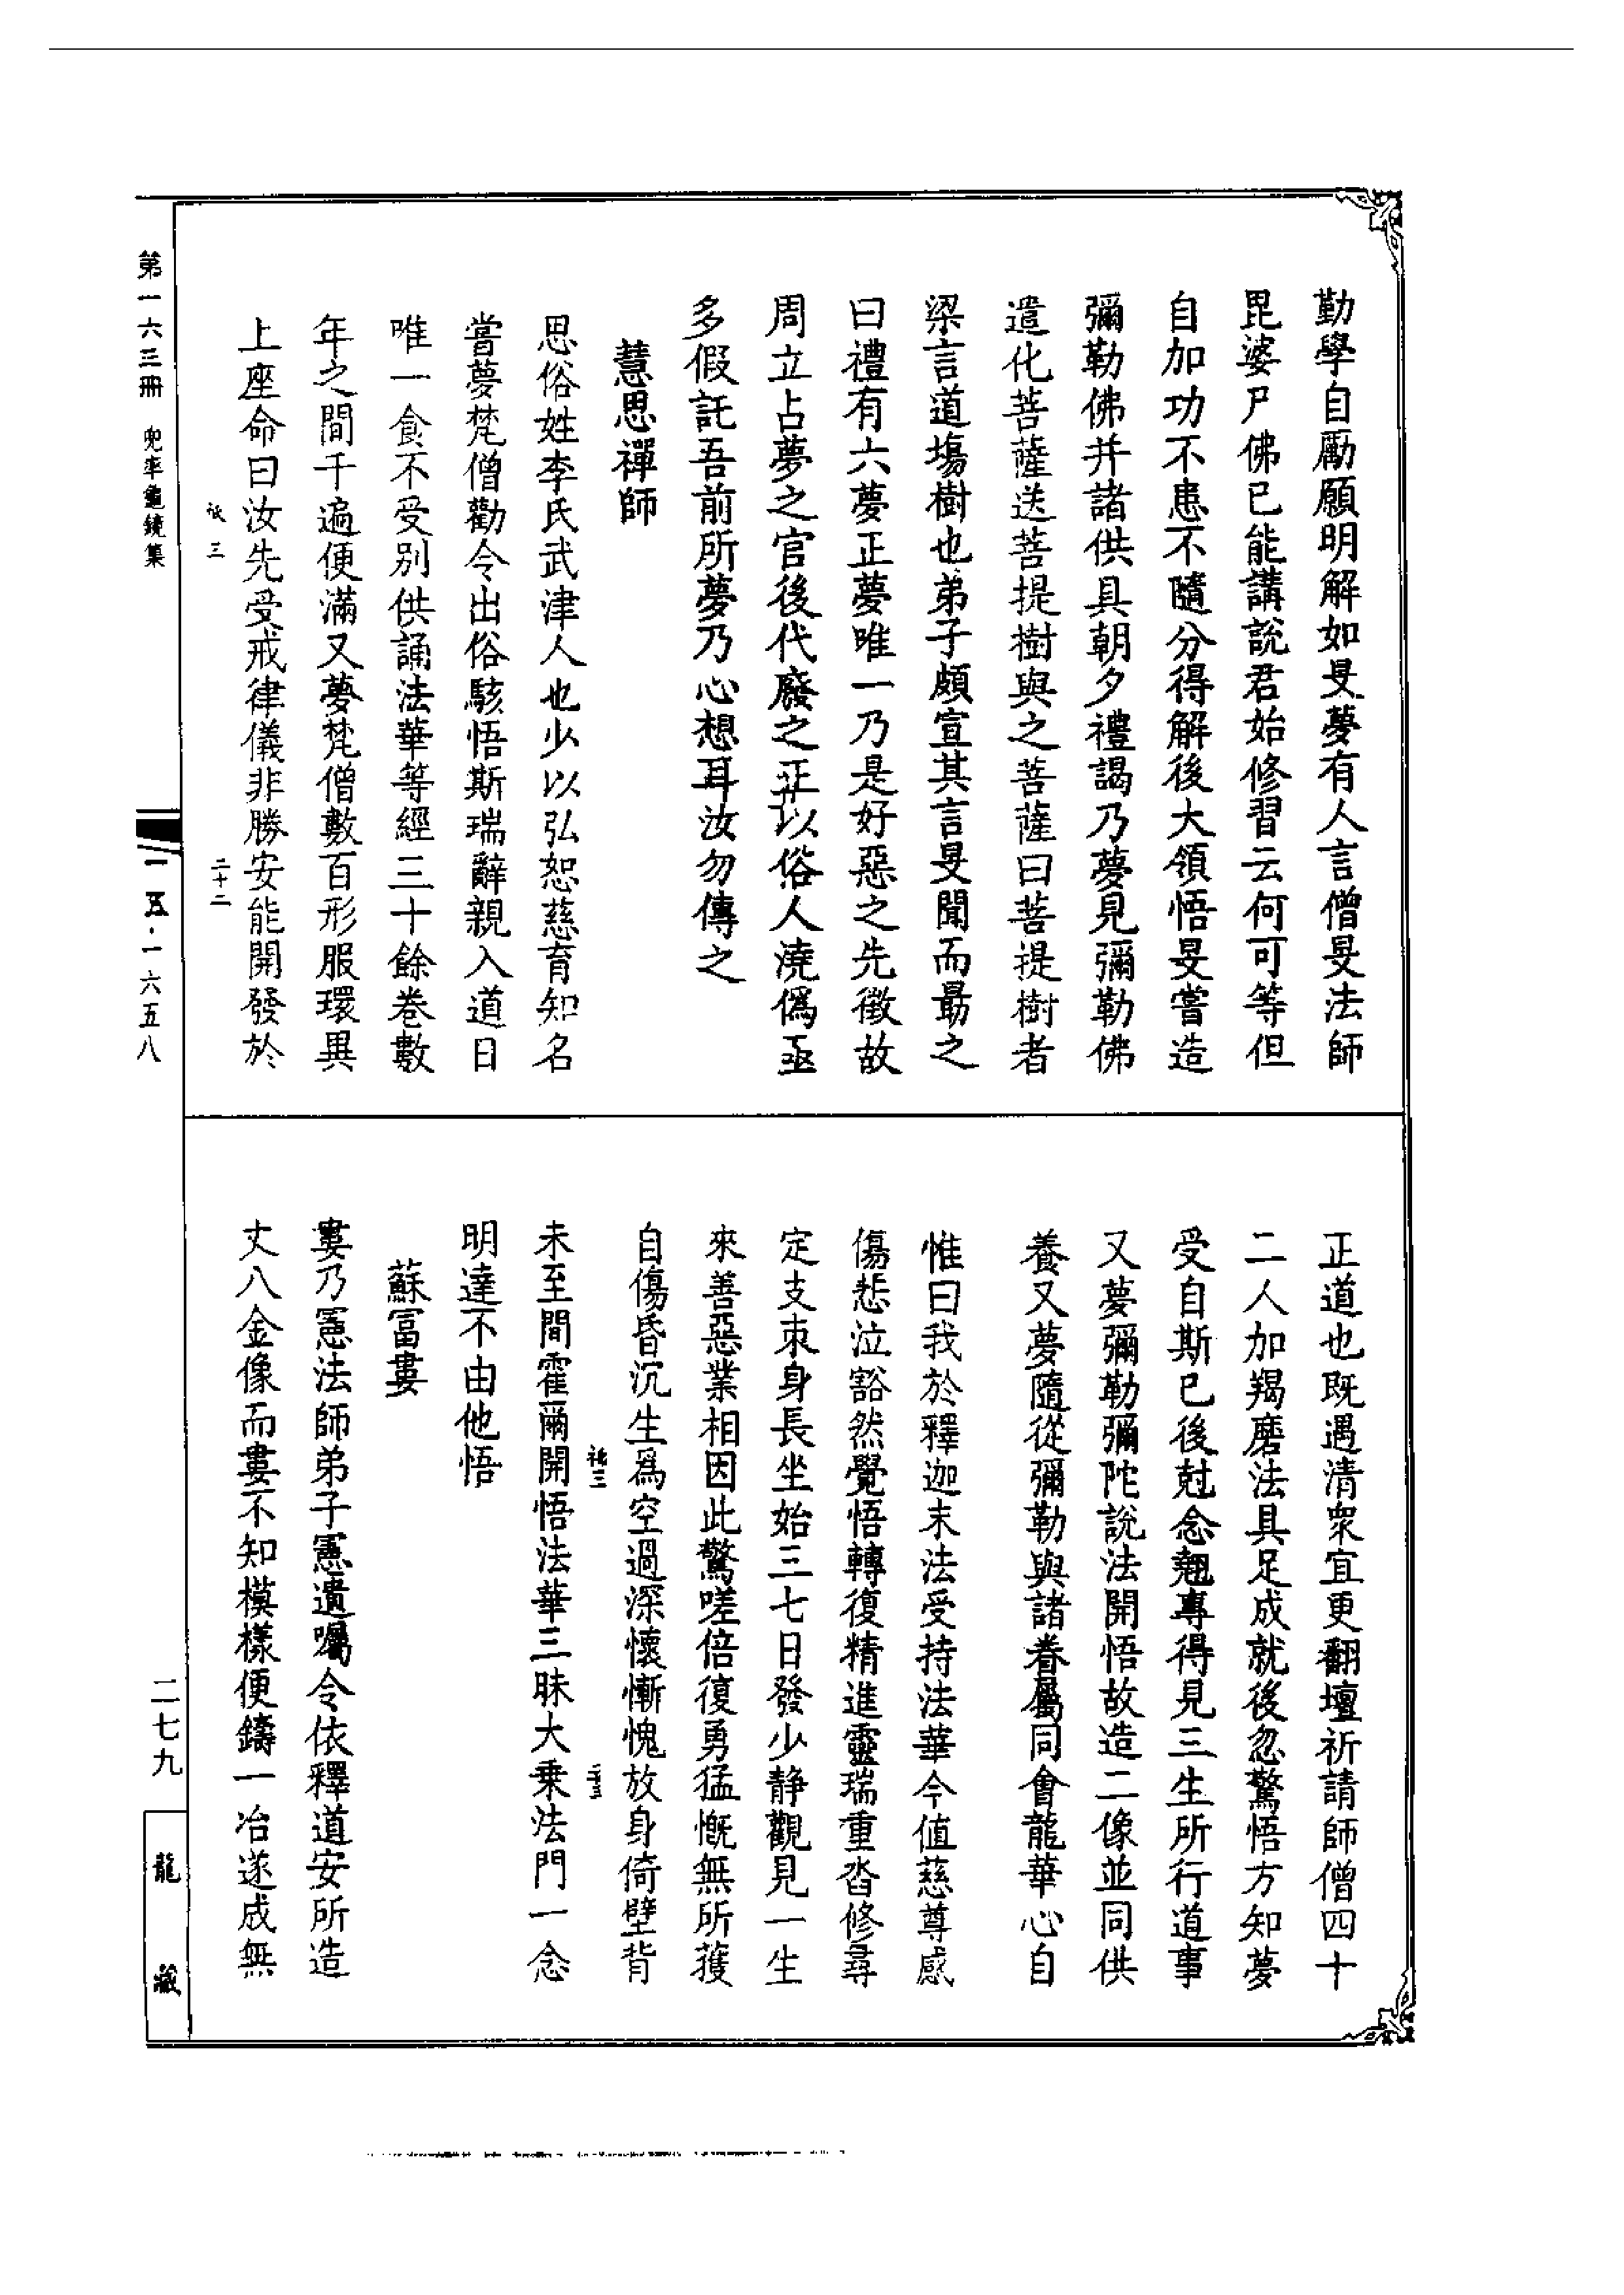 勤學自勵願明解如旻夢有人言僧旻法師
毘婆尸佛已能講說君始修習云何可等但
自加功不患不隨分得解後大領悟旻嘗造
彌勒佛并諸供具朝夕禮謁乃夢見彌勒佛
遣化菩薩送菩提樹與之菩薩曰菩提樹者
梁言道場樹也弟子頗宣其言旻聞而勗之
曰禮有六夢正夢唯一乃是好惡之先徵故
周立占夢之官後代廢之正以俗人澆偽亟
多假託吾前所夢乃心想耳汝勿傳之
慧思禪師
思俗姓李氏武津人也少以弘恕慈育知名
嘗夢梵僧勸令出俗駭悟斯瑞辭親入道日
唯一食不受別供誦法華等經三十餘卷數
年之間千遍便滿又夢梵僧數百形服瓌異
上座命曰汝先受戒律儀非勝安能開發於
祇三
二十二
正道也既遇清眾宜更翻壇祈請師僧四十
二人加羯磨法具足成就後忽驚悟方知夢
受自斯已後尅念翹專得見三生所行道事
又夢彌勒彌陀說法開悟故造二像並同供
養又夢隨從彌勒與諸眷屬同會龍華心自
惟曰我於釋迦末法受持法華今值慈尊感
傷悲泣豁然覺悟轉復精進靈瑞重沓修尋
定支束身長坐始三七日發少靜觀見一生
來善惡業相因此驚嗟倍復勇猛慨無所獲
自傷昏沉生為空過深懷慚愧放身倚壁背
祇三
未至間霍爾開悟法華三昧大乗法門一念
明達不由他悟
蘇富婁
婁乃憲法師弟子憲遺囑令依釋道安所造
丈八金像而婁不知模樣便鑄一冶遂成無
第一六三冊 兜率龜鏡集
一五·一六五八
二七九
龍藏